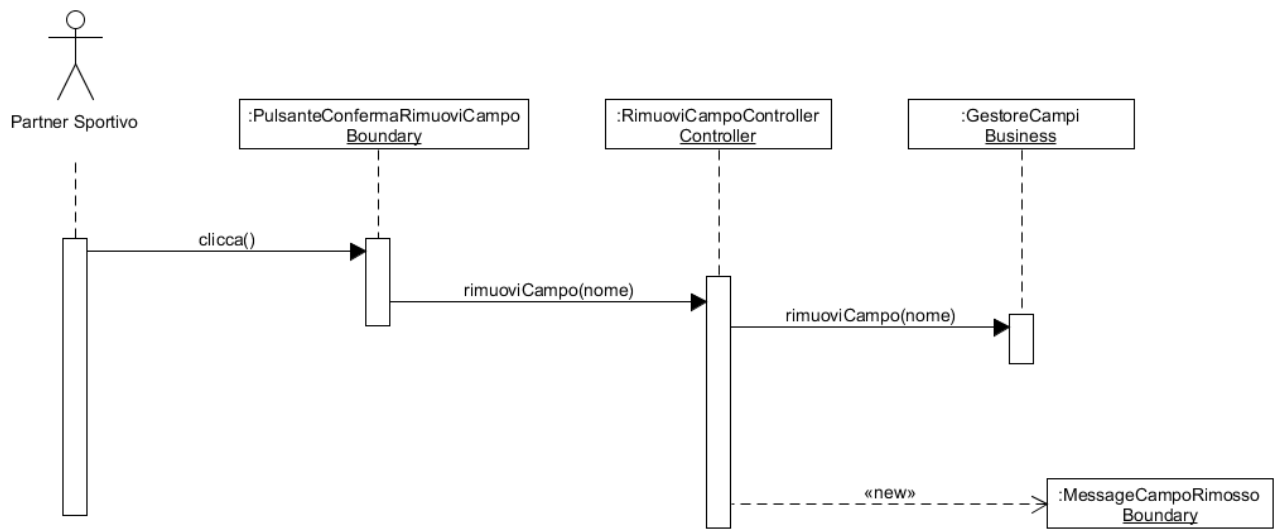 Partner Sportivo
:PulsanteConfermaRimuoviCampo
Boundary
:RimuoviCampoController
Controller
:GestoreCampi
Business
clicca()
rimuoviCampo(nome)
rimuoviCampo(nome)
«new»
:MessageCampoRimosso
Boundary